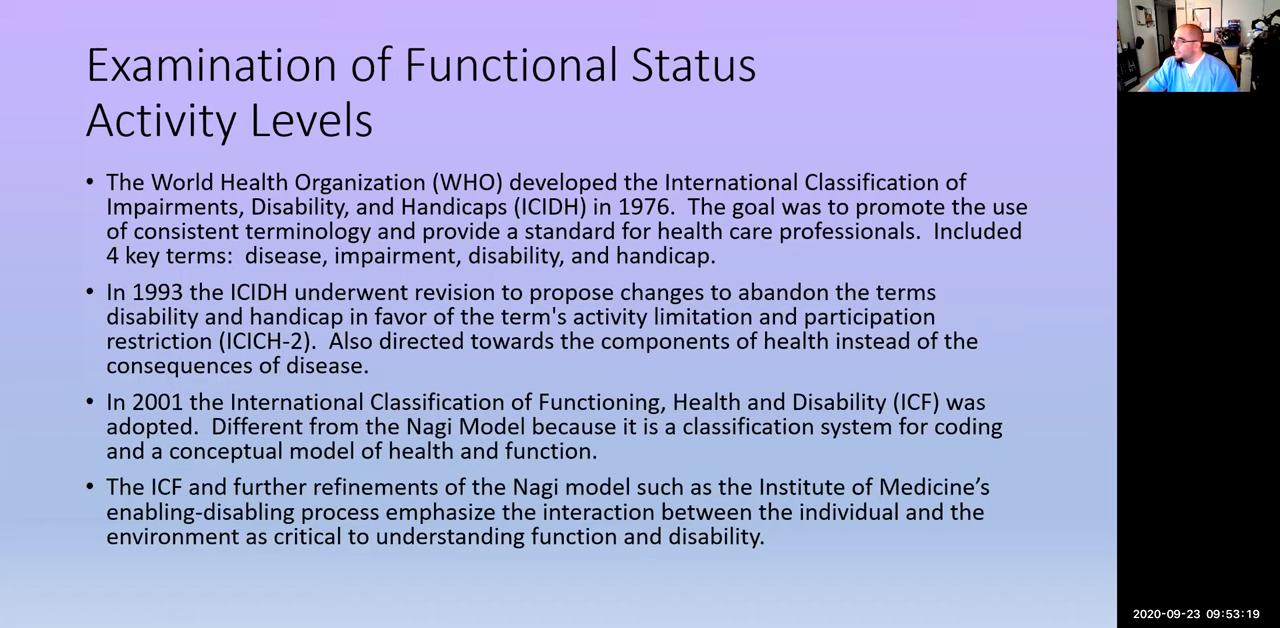 Examination of Functional Status
Activity Levels
• The World Health Organization (WHO) developed the International Classification of
Impairments, Disability, and Handicaps (ICIDH) in 1976.  The goal was to promote the use
of consistent terminology and provide a standard for health care professionals.  Included
4 key terms:  disease, impairment, disability, and handicap.
• In 1993 the ICIDH underwent revision to propose changes to abandon the terms
disability and handicap in favor of the term's activity limitation and participation
restriction (ICICH-2).  Also directed towards the components of health instead of the
consequences of disease.
• In 2001 the International Classification of Functioning, Health and Disability (ICF) was
adopted.  Different from the Nagi Model because it is a classification system for coding
and a conceptual model of health and function.
• The ICF and further refinements of the Nagi model such as the Institute of Medicine’s
enabling-disabling process emphasize the interaction between the individual and the
environment as critical to understanding function and disability.
2020-09-23 09:53:19